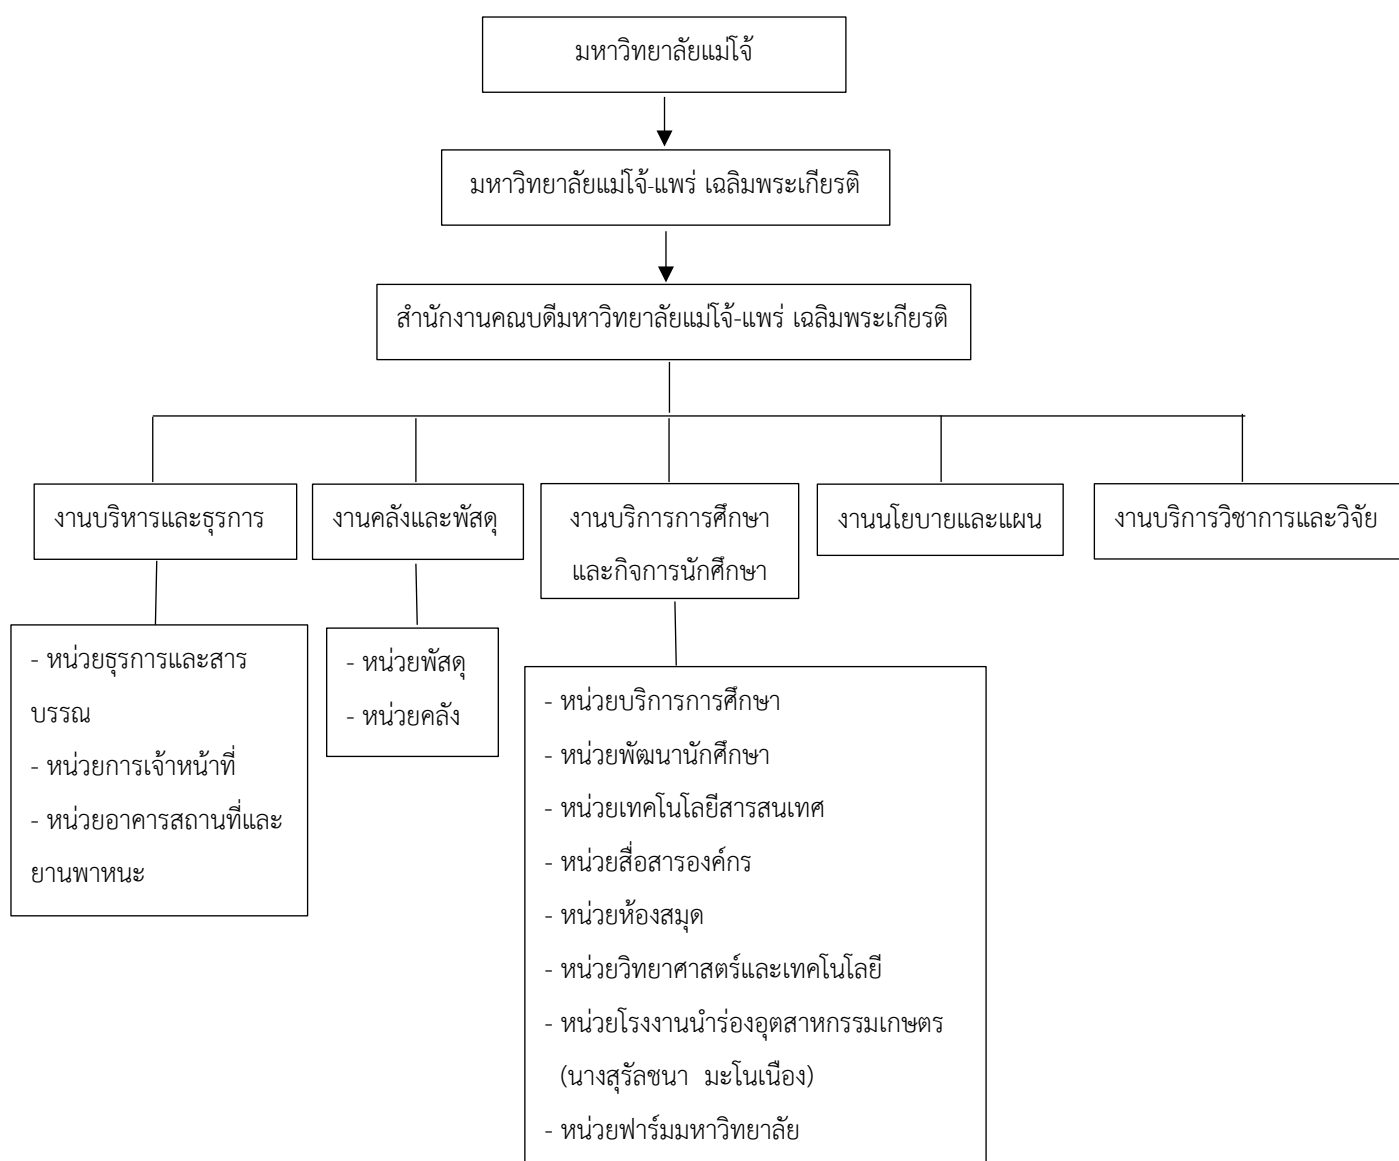 มหาวิทยาลัยแม่โจ้
มหาวิทยาลัยแม่โจ้-แพร่ เฉลิมพระเกียรติ
สำนักงานคณบดีมหาวิทยาลัยแม่โจ้-แพร่ เฉลิมพระเกียรติ
งานบริหารและธุรการ
งานคลังและพัสดุ
งานบริการการศึกษา
และกิจการนักศึกษา
งานนโยบายและแผน
งานบริการวิชาการและวิจัย
- หน่วยธุรการและสาร
บรรณ
- หน่วยการเจ้าหน้าที่
- หน่วยอาคารสถานที่และ
ยานพาหนะ
- หน่วยพัสดุ
- หน่วยคลัง
- หน่วยบริการการศึกษา
- หน่วยพัฒนานักศึกษา
- หน่วยเทคโนโลยีสารสนเทศ
- หน่วยสื่อสารองค์กร
- หน่วยห้องสมุด
- หน่วยวิทยาศาสตร์และเทคโนโลยี
- หน่วยโรงงานนำร่องอุตสาหกรรมเกษตร
(นางสุรัลชนา มะโนเนือง)
- หน่วยฟาร์มมหาวิทยาลัย